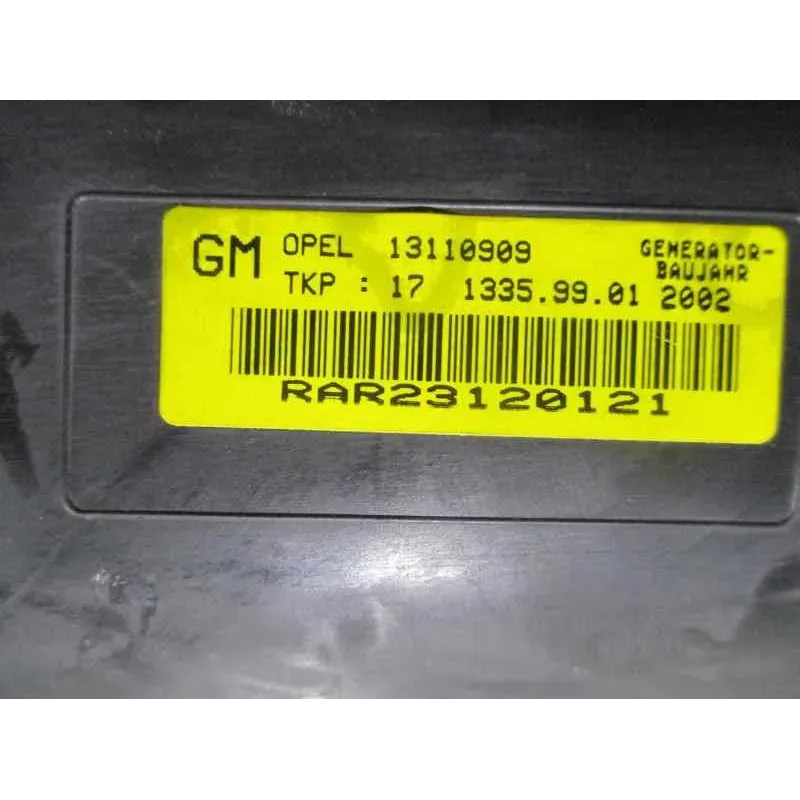 GM OPEL 13110909 GENERATOR-
BAUJAHR
TKP : 17 1335.99.01 2002
RAR23120121